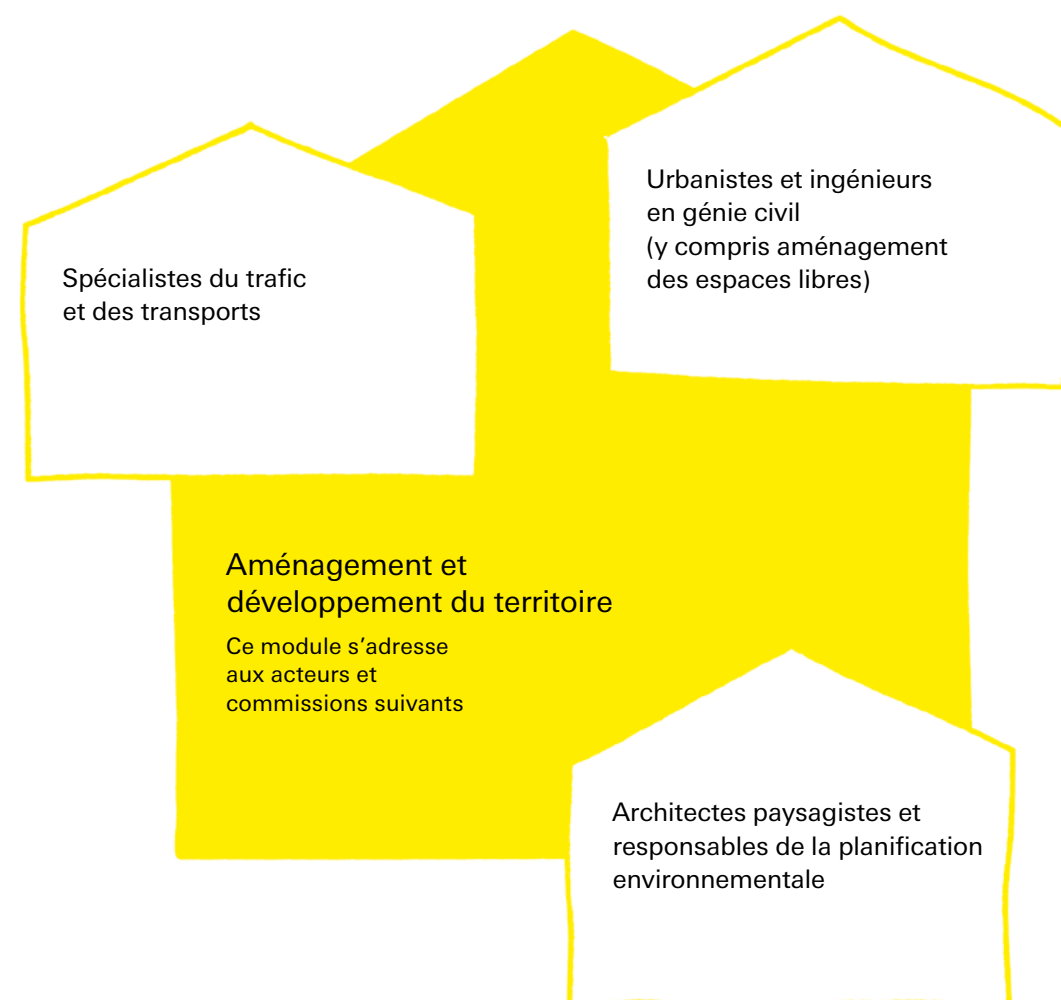 Urbanistes et ingénieurs
en génie civil
(y compris aménagement
des espaces libres)
Spécialistes du trafic
et des transports
Aménagement et
développement du territoire
Ce module s’adresse
aux acteurs et
commissions suivants
Architectes paysagistes et
responsables de la planification
environnementale